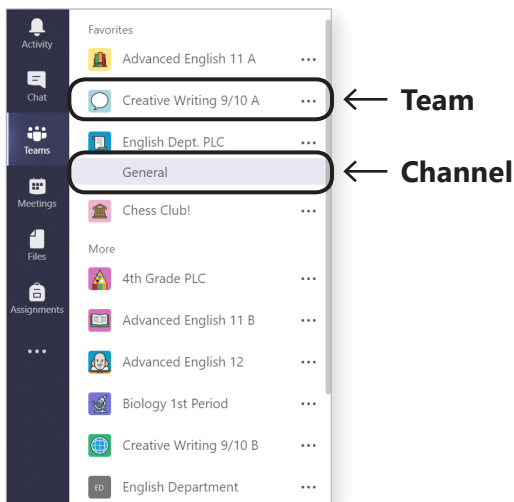 Activity
Chat
Teams
Meetings
Files
Assignments
Favorites
Advanced English 11 A
Creative Writing 9/10 A
English Dept. PLC
General
Chess Club!
More
4th Grade PLC
Advanced English 11 B
Advanced English 12
Biology 1st Period
Creative Writing 9/10 B
ED English Department
Team
Channel